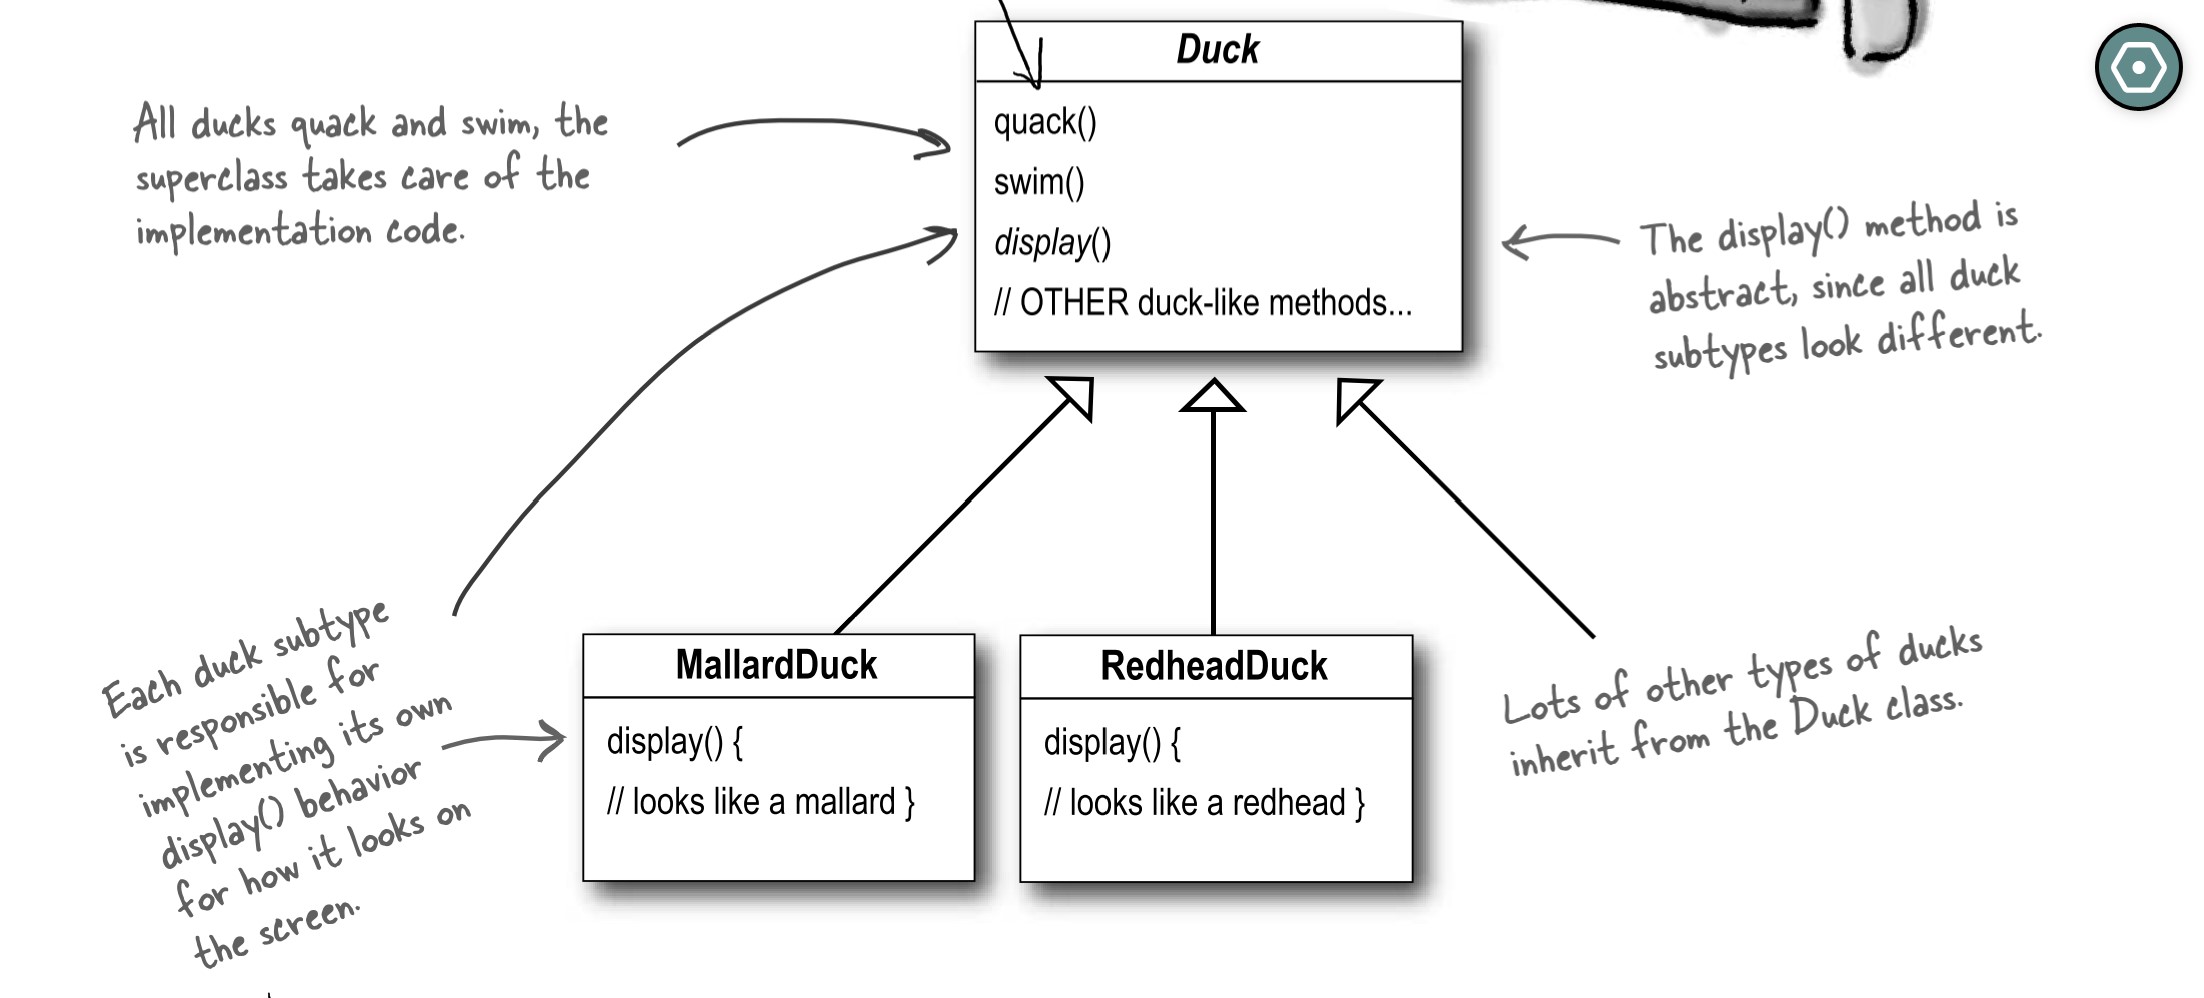 Duck
quack()
swim()
display()
// OTHER duck-like methods...
All ducks quack and swim, the
superclass takes care of the
implementation code.
The display() method is
abstract, since all duck
subtypes look different.
Each duck subtype
is responsible for
implementing its own
display() behavior
for how it looks on
the screen.
MallardDuck
display() {
// looks like a mallard }
RedheadDuck
display() {
// looks like a redhead }
Lots of other types of ducks
inherit from the Duck class.